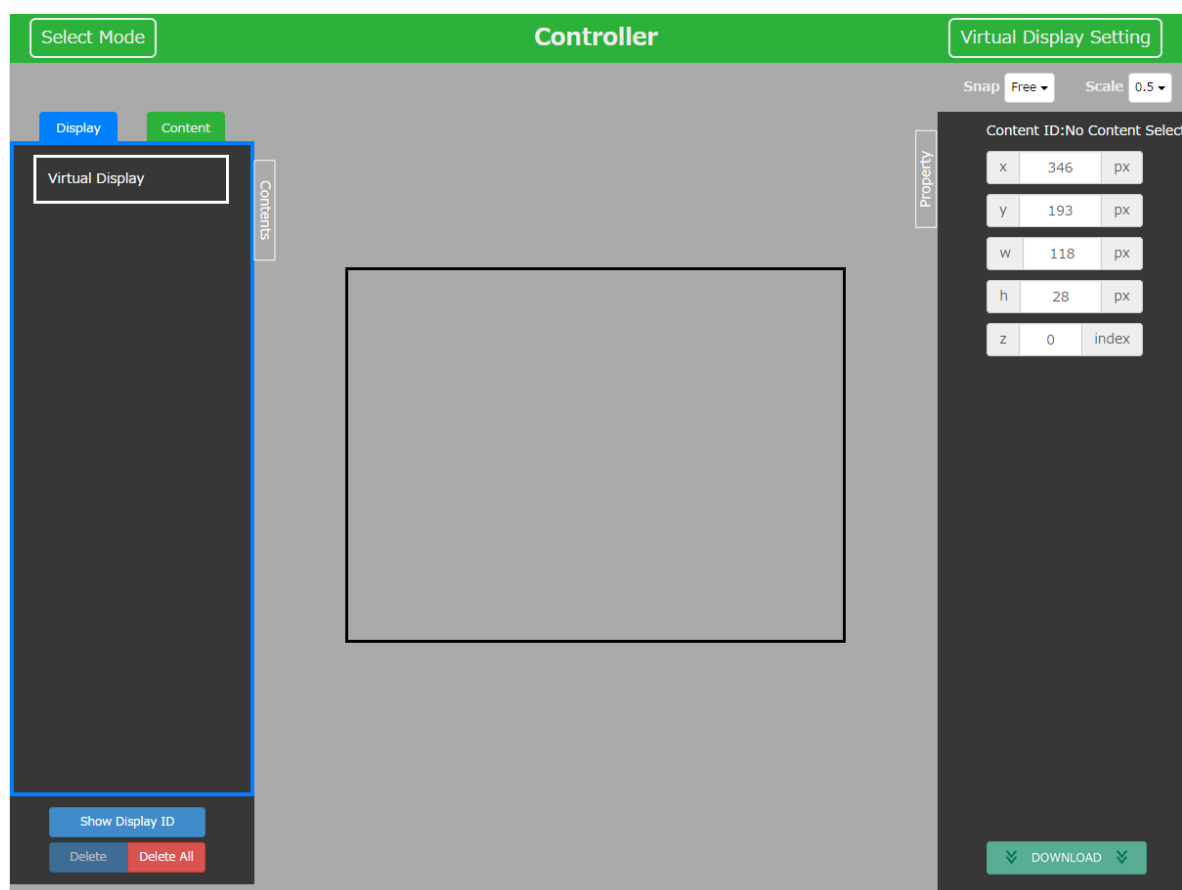 Select Mode
Controller
Virtual Display Setting
Snap Free
Scale 0.5
Display
Content
Virtual Display
Contents
Property
Content ID:No Content Selec
x 346 px
y 193 px
w 118 px
h 28 px
z 0 index
Show Display ID
Delete
Delete All
DOWNLOAD